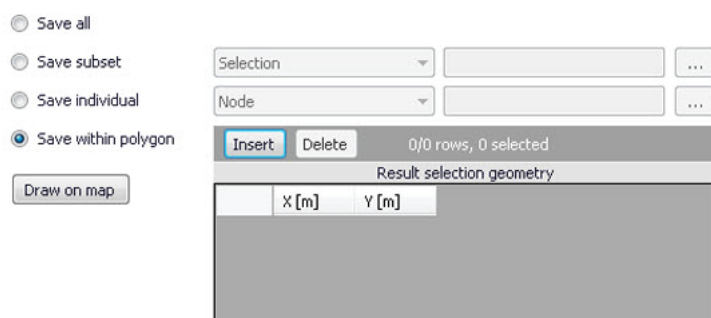 Save all
Save subset
Selection
...
Save individual
Node
...
Save within polygon
Insert
Delete
0/0 rows, 0 selected
Result selection geometry
Draw on map
X [m]
Y [m]